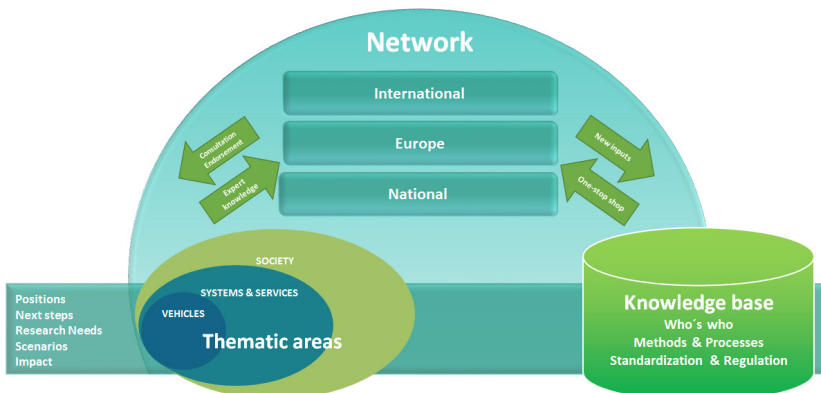 Network
International
Europe
National
Consultation
Endorsement
Expert
knowledge
New inputs
One-stop shop
SOCIETY
SYSTEMS & SERVICES
VEHICLES
Thematic areas
Positions
Next steps
Research Needs
Scenarios
Impact
Knowledge base
Who´s who
Methods & Processes
Standardization & Regulation